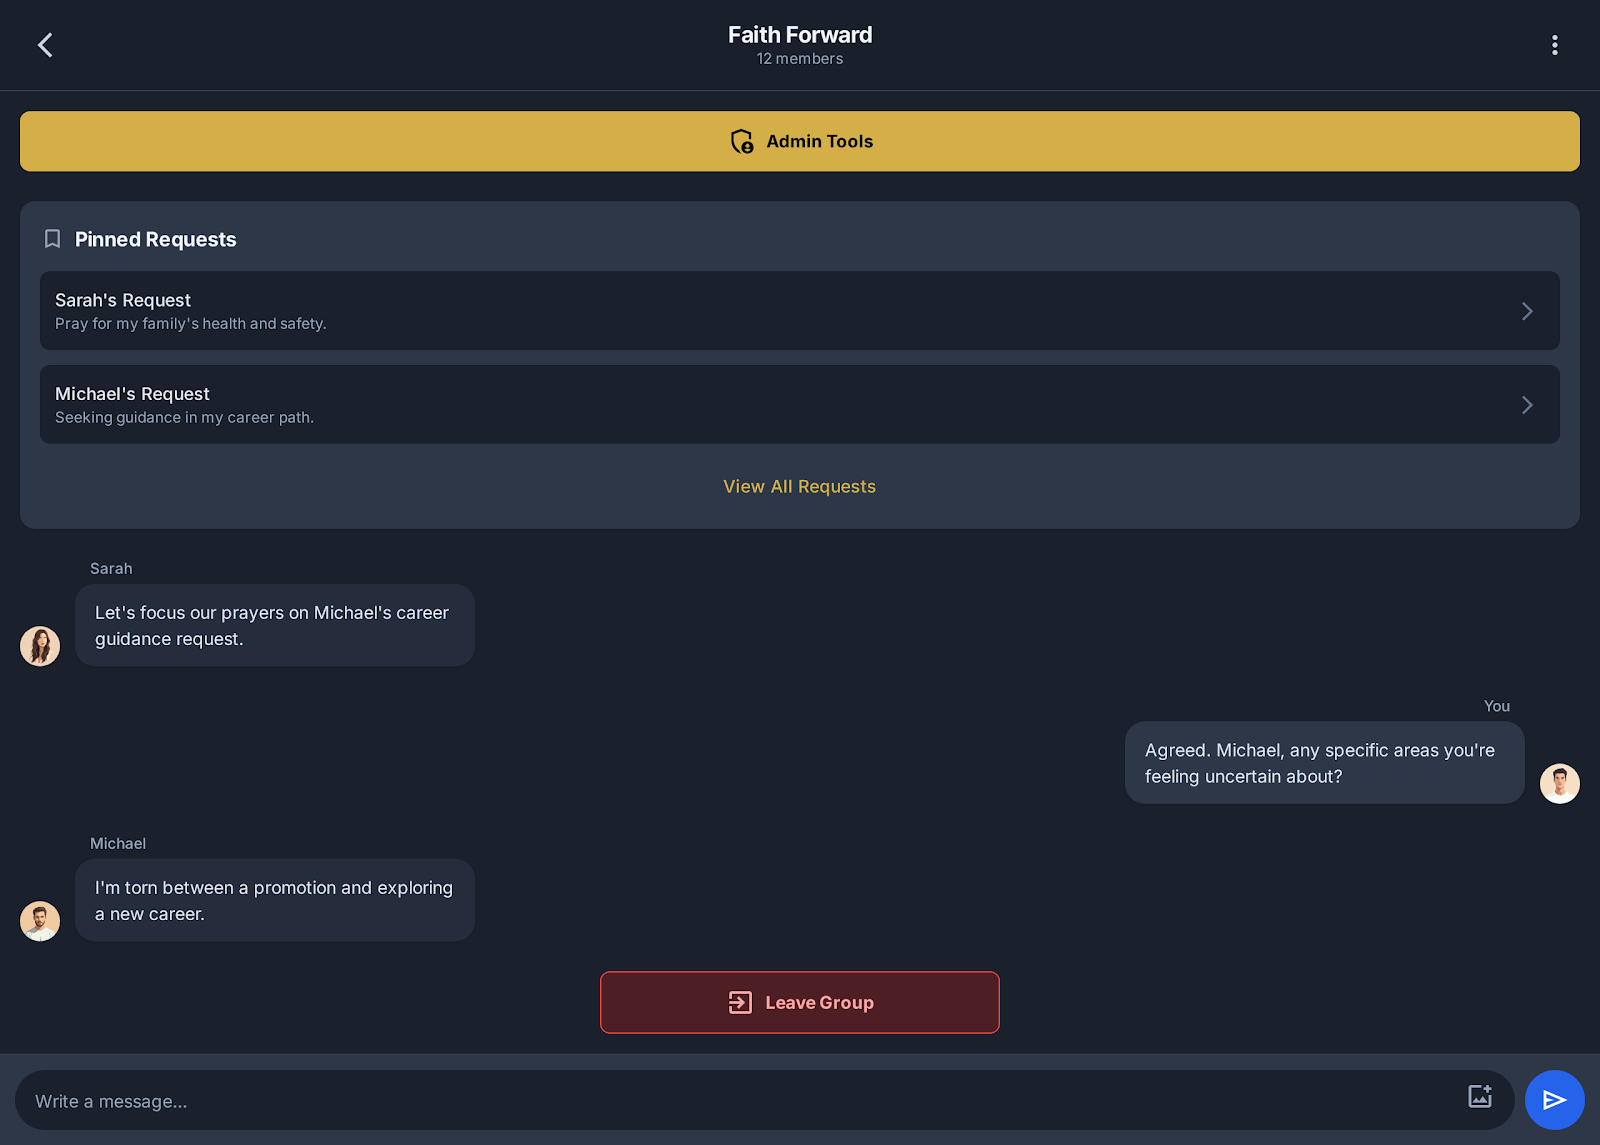 Faith Forward
12 members
Admin Tools
Pinned Requests
Sarah's Request
Pray for my family's health and safety.
Michael's Request
Seeking guidance in my career path.
View All Requests
Sarah
Let's focus our prayers on Michael's career
guidance request.
You
Agreed. Michael, any specific areas you're
feeling uncertain about?
Michael
I'm torn between a promotion and exploring
a new career.
Leave Group
Write a message...